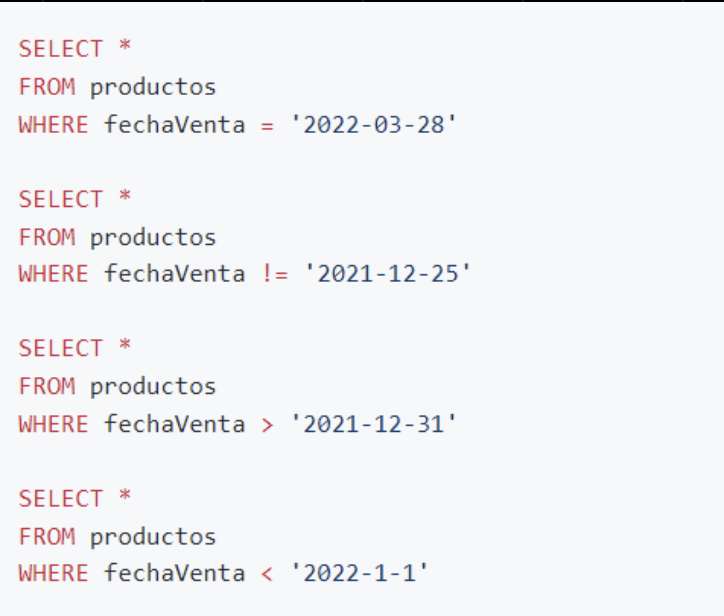 SELECT *
FROM productos
WHERE fechaVenta = '2022-03-28'
SELECT *
FROM productos
WHERE fechaVenta != '2021-12-25'
SELECT *
FROM productos
WHERE fechaVenta > '2021-12-31'
SELECT *
FROM productos
WHERE fechaVenta < '2022-1-1'